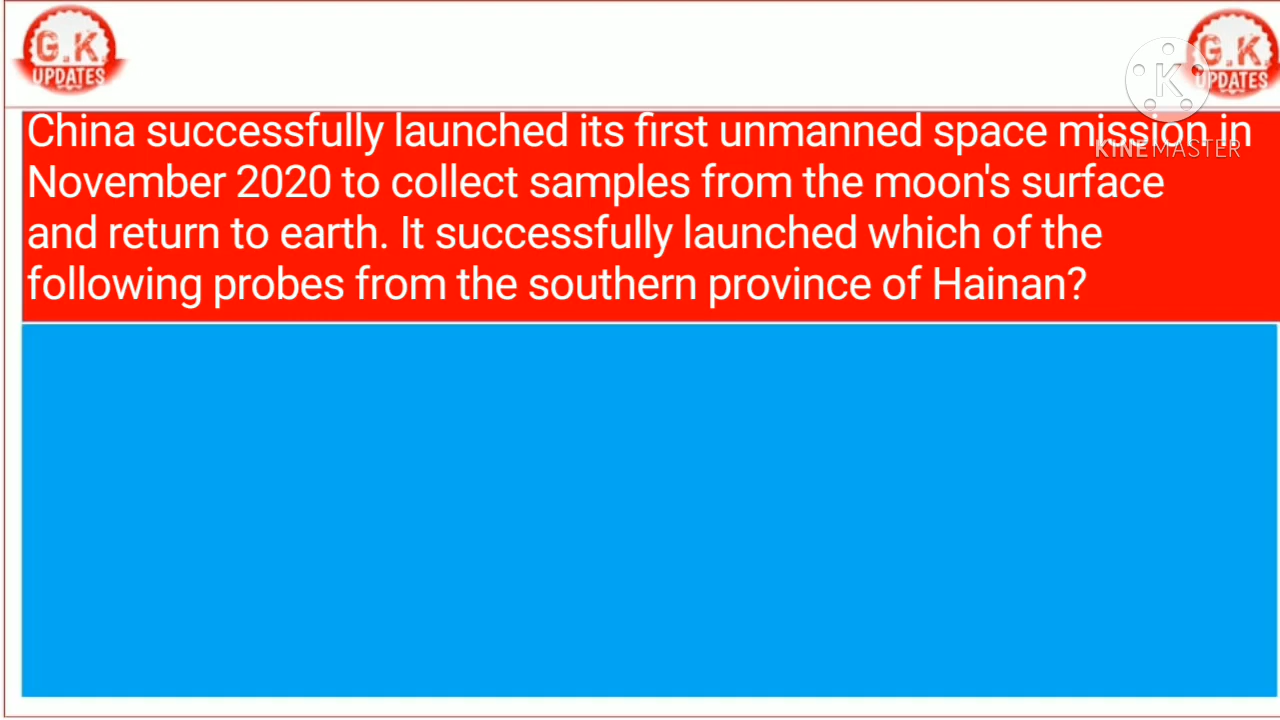 G.K.
UPDATES
G.K.
UPDATES
K
KINEMASTER
China successfully launched its first unmanned space mission in
November 2020 to collect samples from the moon's surface
and return to earth. It successfully launched which of the
following probes from the southern province of Hainan?